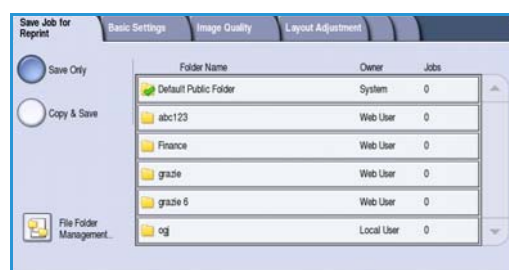 Save Job for Reprint
Basic Settings
Image Quality
Layout Adjustment
Save Only
Copy & Save
File Folder Management...
Folder Name Owner Jobs
Default Public Folder System 0
abc123 Web User 0
Finance Web User 0
grazie Web User 0
grazie 6 Web User 0
ogj Local User 0